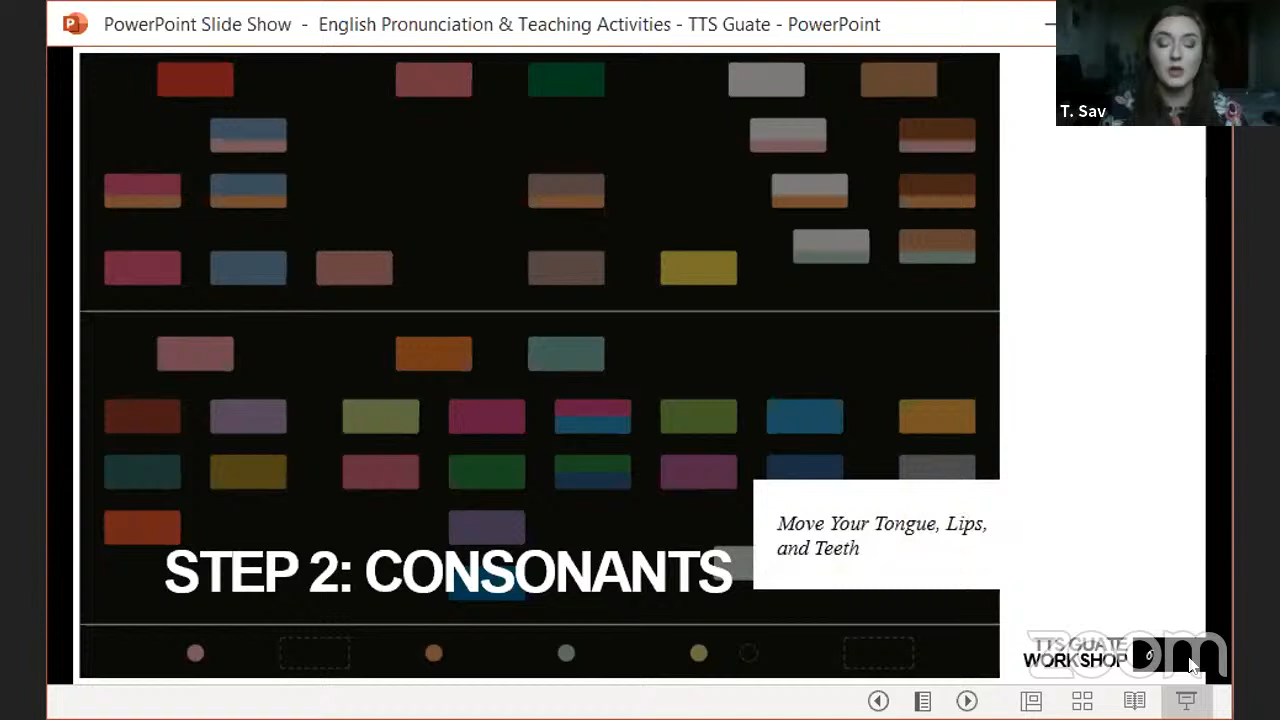 PowerPoint Slide Show - English Pronunciation & Teaching Activities - TTS Guate - PowerPoint
T. Sav
Move Your Tongue, Lips,
and Teeth
STEP 2: CONSONANTS
TTS GUATE
WORKSHOP
6
zoom